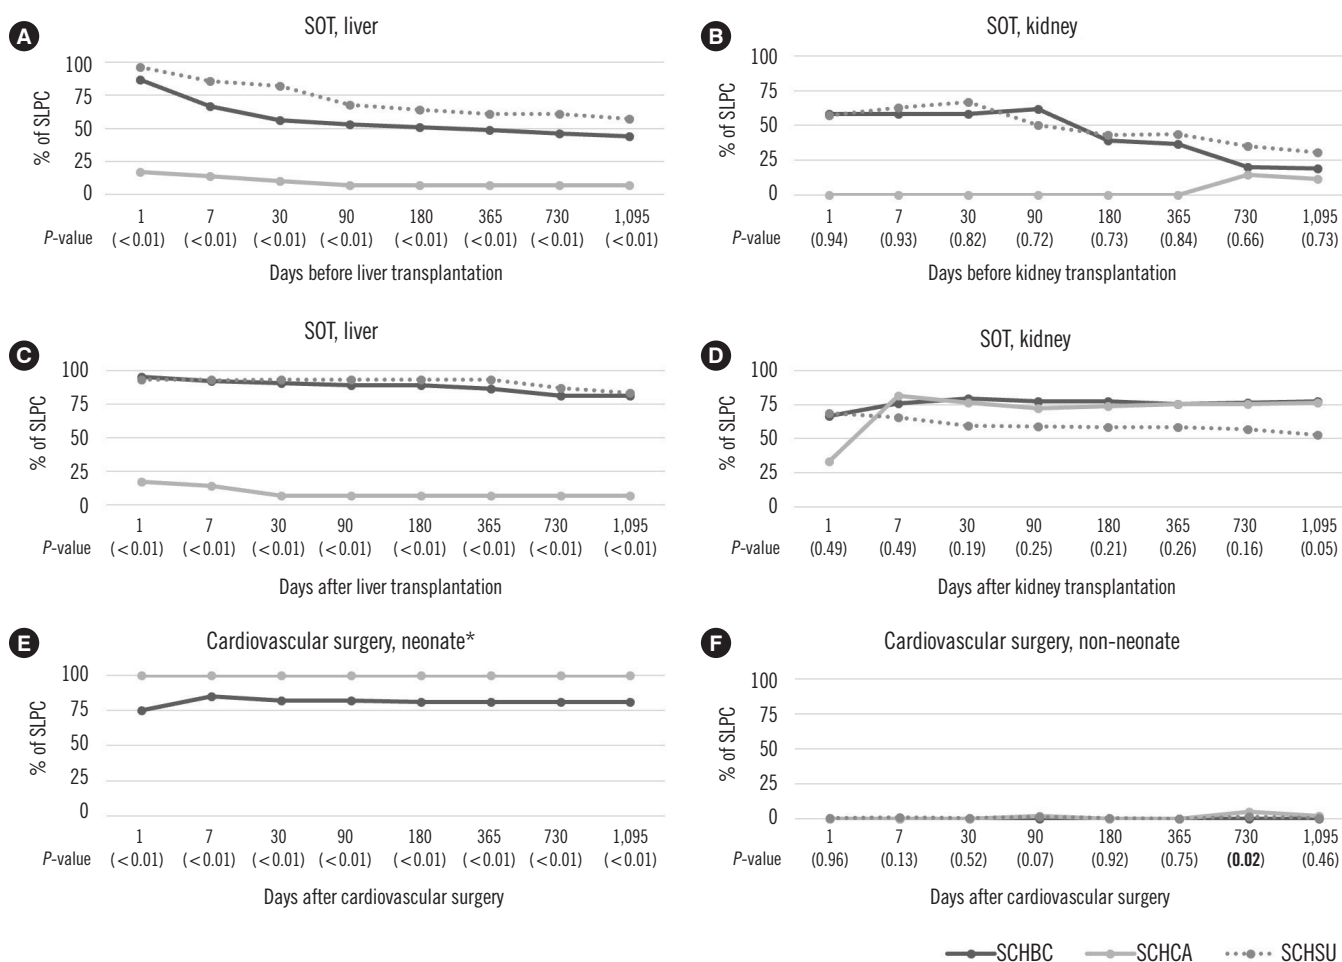 A
SOT, liver
% of SLPC
100
75
50
25
0
1 7 30 90 180 365 730 1,095
P-value (<0.01) (<0.01) (<0.01) (<0.01) (<0.01) (<0.01) (<0.01) (<0.01)
Days before liver transplantation
B
SOT, kidney
% of SLPC
100
75
50
25
0
1 7 30 90 180 365 730 1,095
P-value (0.94) (0.93) (0.82) (0.72) (0.73) (0.84) (0.66) (0.73)
Days before kidney transplantation
C
SOT, liver
% of SLPC
100
75
50
25
0
1 7 30 90 180 365 730 1,095
P-value (<0.01) (<0.01) (<0.01) (<0.01) (<0.01) (<0.01) (<0.01) (<0.01)
Days after liver transplantation
D
SOT, kidney
% of SLPC
100
75
50
25
0
1 7 30 90 180 365 730 1,095
P-value (0.49) (0.49) (0.19) (0.25) (0.21) (0.26) (0.16) (0.05)
Days after kidney transplantation
E
Cardiovascular surgery, neonate*
% of SLPC
100
75
50
25
0
1 7 30 90 180 365 730 1,095
P-value (<0.01) (<0.01) (<0.01) (<0.01) (<0.01) (<0.01) (<0.01) (<0.01)
Days after cardiovascular surgery
F
Cardiovascular surgery, non-neonate
% of SLPC
100
75
50
25
0
1 7 30 90 180 365 730 1,095
P-value (0.96) (0.13) (0.52) (0.07) (0.92) (0.75) (0.02) (0.46)
Days after cardiovascular surgery
SCHBC SCHCA SCHSU